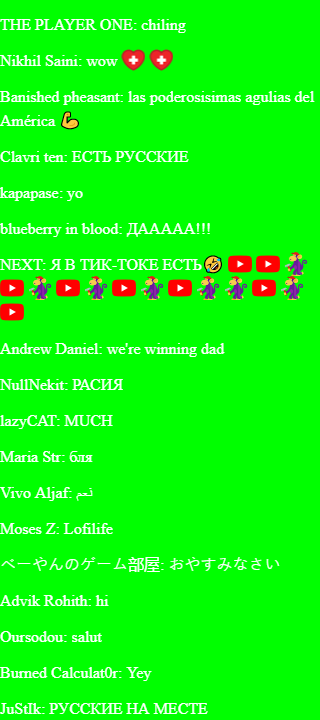 THE PLAYER ONE: chiling
Nikhil Saini: wow
Banished pheasant: las poderosisimas agulias del
América 💪
Clavri ten: ЕСТЬ РУССКИЕ
kapapase: yo
blueberry in blood: ДААААА!!!
NEXT: Я В ТИК-ТОКЕ ЕСТЬ🤣
Andrew Daniel: we're winning dad
NullNekit: РАСИЯ
lazyCAT: MUCH
Maria Str: бля
Vivo Aljaf:
Moses Z: Lofilife
べーやんのゲーム部屋: おやすみなさい
Advik Rohith: hi
Oursodou: salut
Burned Calculat0r: Yey
JuStIk: РУССКИЕ НА МЕСТЕ